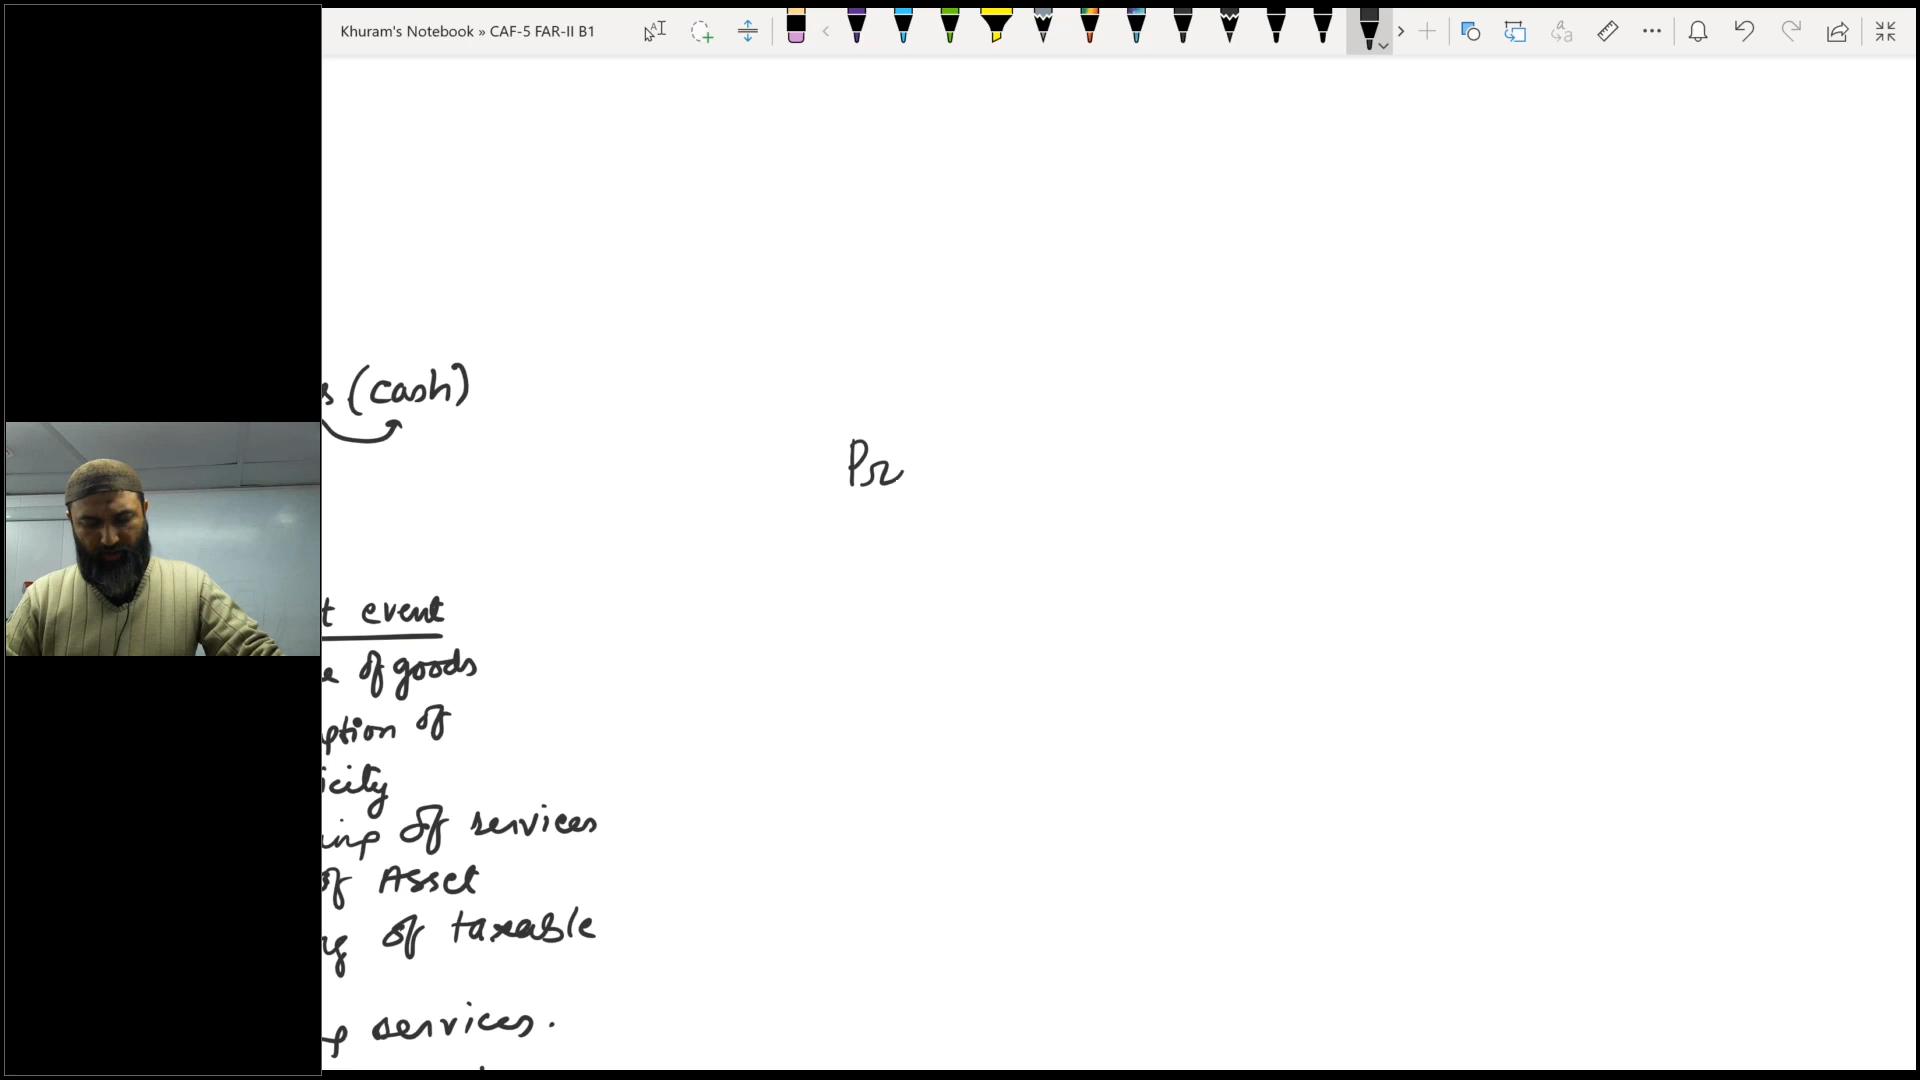 Khuram's Notebook » CAF-5 FAR-II B1
s (cash)
Pr
t event
e of goods
ption of
icity
ing of services
of Asset
ng of taxable
services.